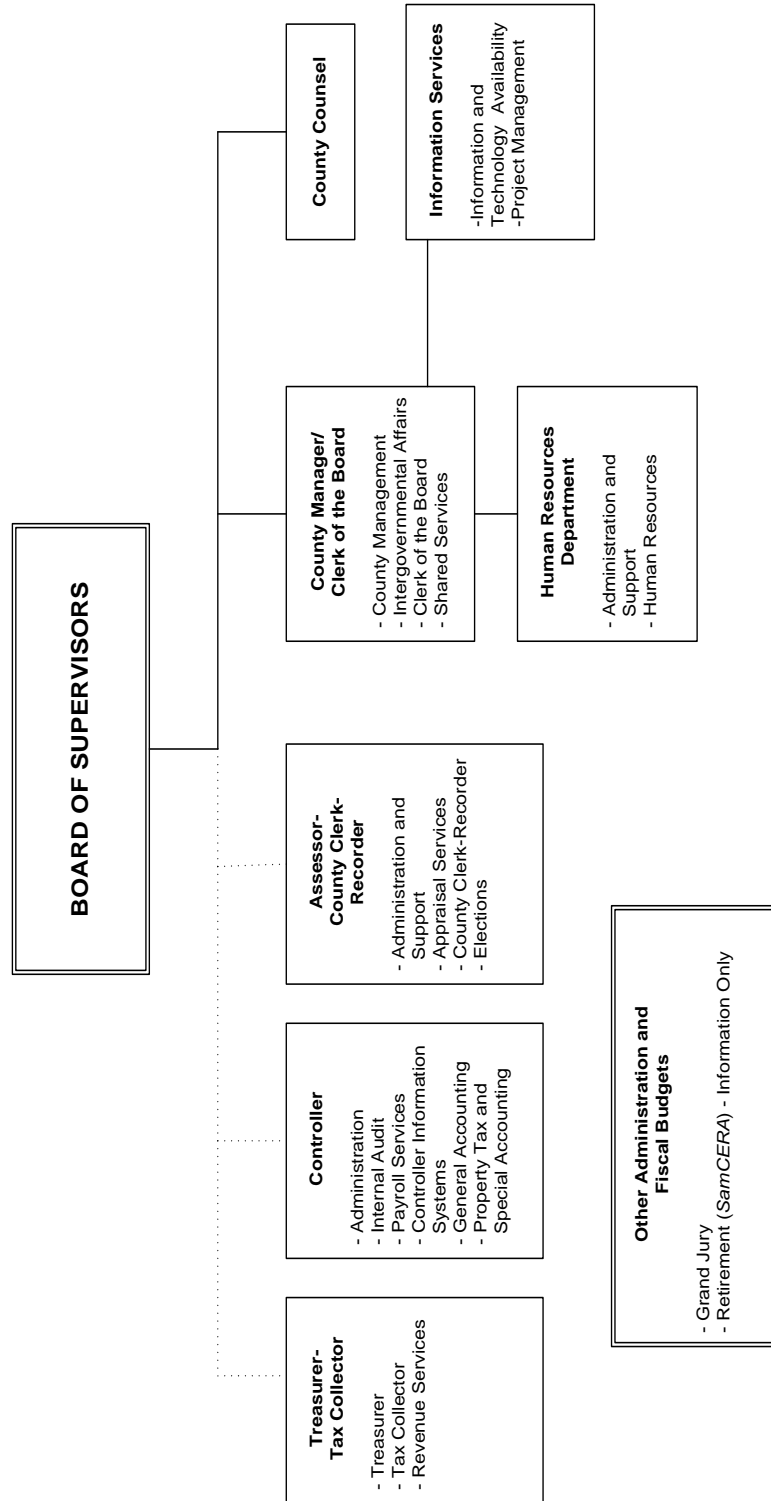 BOARD OF SUPERVISORS
Treasurer-
Tax Collector
- Treasurer
- Tax Collector
- Revenue Services
Controller
- Administration
- Internal Audit
- Payroll Services
- Controller Information
Systems
- General Accounting
- Property Tax and
Special Accounting
Assessor-
County Clerk-
Recorder
- Administration and
Support
- Appraisal Services
- County Clerk-Recorder
- Elections
County Manager/
Clerk of the Board
- County Management
- Intergovernmental Affairs
- Clerk of the Board
- Shared Services
County Counsel
Information Services
-Information and
Technology Availability
-Project Management
Human Resources
Department
- Administration and
Support
- Human Resources
Other Administration and
Fiscal Budgets
- Grand Jury
- Retirement (SamCERA) - Information Only